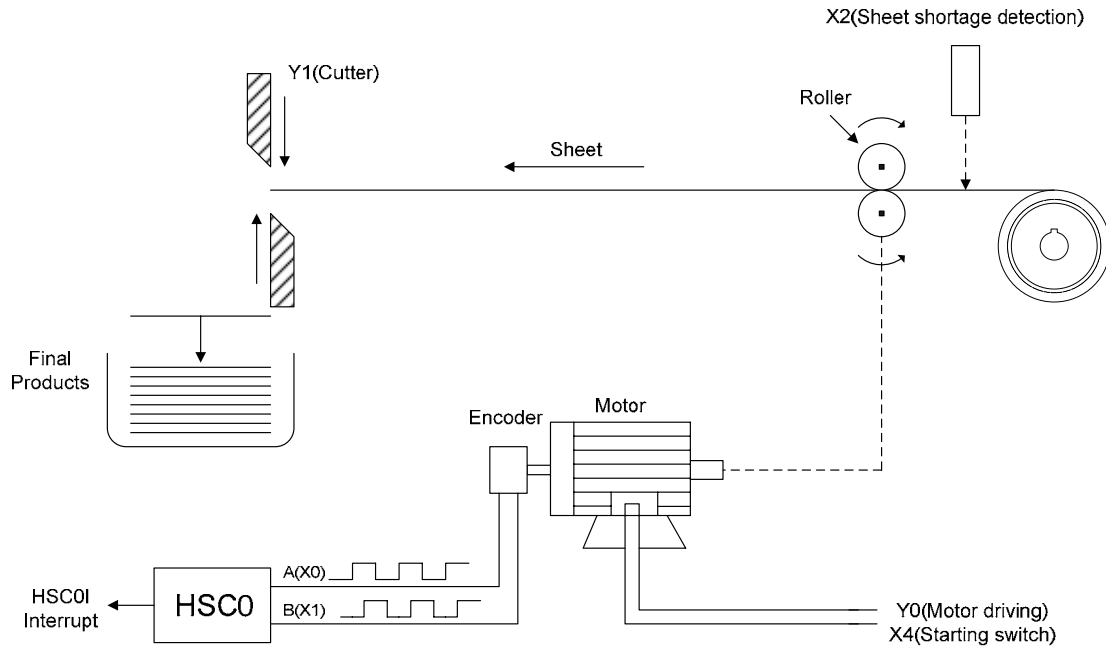 X2(Sheet shortage detection)
Y1(Cutter)
Roller
Sheet
Final
Products
Encoder
Motor
A(X0)
HSC0I
Interrupt
HSC0
B(X1)
Y0(Motor driving)
X4(Starting switch)